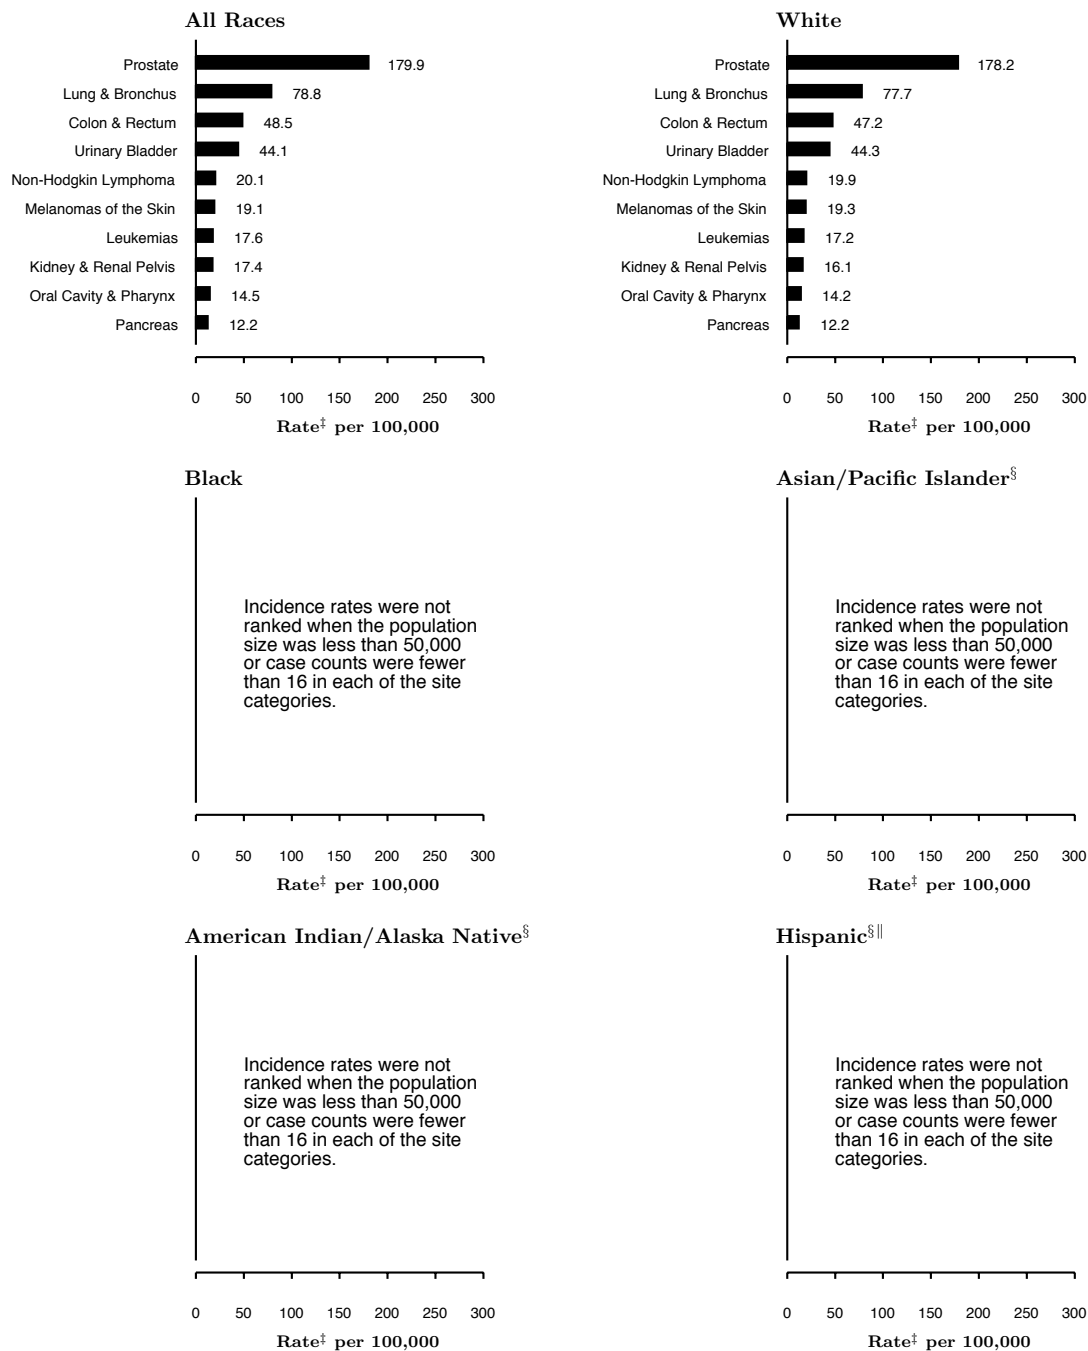 All Races
Prostate 179.9
Lung & Bronchus 78.8
Colon & Rectum 48.5
Urinary Bladder 44.1
Non-Hodgkin Lymphoma 20.1
Melanomas of the Skin 19.1
Leukemias 17.6
Kidney & Renal Pelvis 17.4
Oral Cavity & Pharynx 14.5
Pancreas 12.2
0 50 100 150 200 250 300
Rate‡ per 100,000
White
Prostate 178.2
Lung & Bronchus 77.7
Colon & Rectum 47.2
Urinary Bladder 44.3
Non-Hodgkin Lymphoma 19.9
Melanomas of the Skin 19.3
Leukemias 17.2
Kidney & Renal Pelvis 16.1
Oral Cavity & Pharynx 14.2
Pancreas 12.2
0 50 100 150 200 250 300
Rate‡ per 100,000
Black
Incidence rates were not
ranked when the population
size was less than 50,000
or case counts were fewer
than 16 in each of the site
categories.
0 50 100 150 200 250 300
Rate‡ per 100,000
Asian/Pacific Islander§
Incidence rates were not
ranked when the population
size was less than 50,000
or case counts were fewer
than 16 in each of the site
categories.
0 50 100 150 200 250 300
Rate‡ per 100,000
American Indian/Alaska Native§
Incidence rates were not
ranked when the population
size was less than 50,000
or case counts were fewer
than 16 in each of the site
categories.
0 50 100 150 200 250 300
Rate‡ per 100,000
Hispanic§‖
Incidence rates were not
ranked when the population
size was less than 50,000
or case counts were fewer
than 16 in each of the site
categories.
0 50 100 150 200 250 300
Rate‡ per 100,000